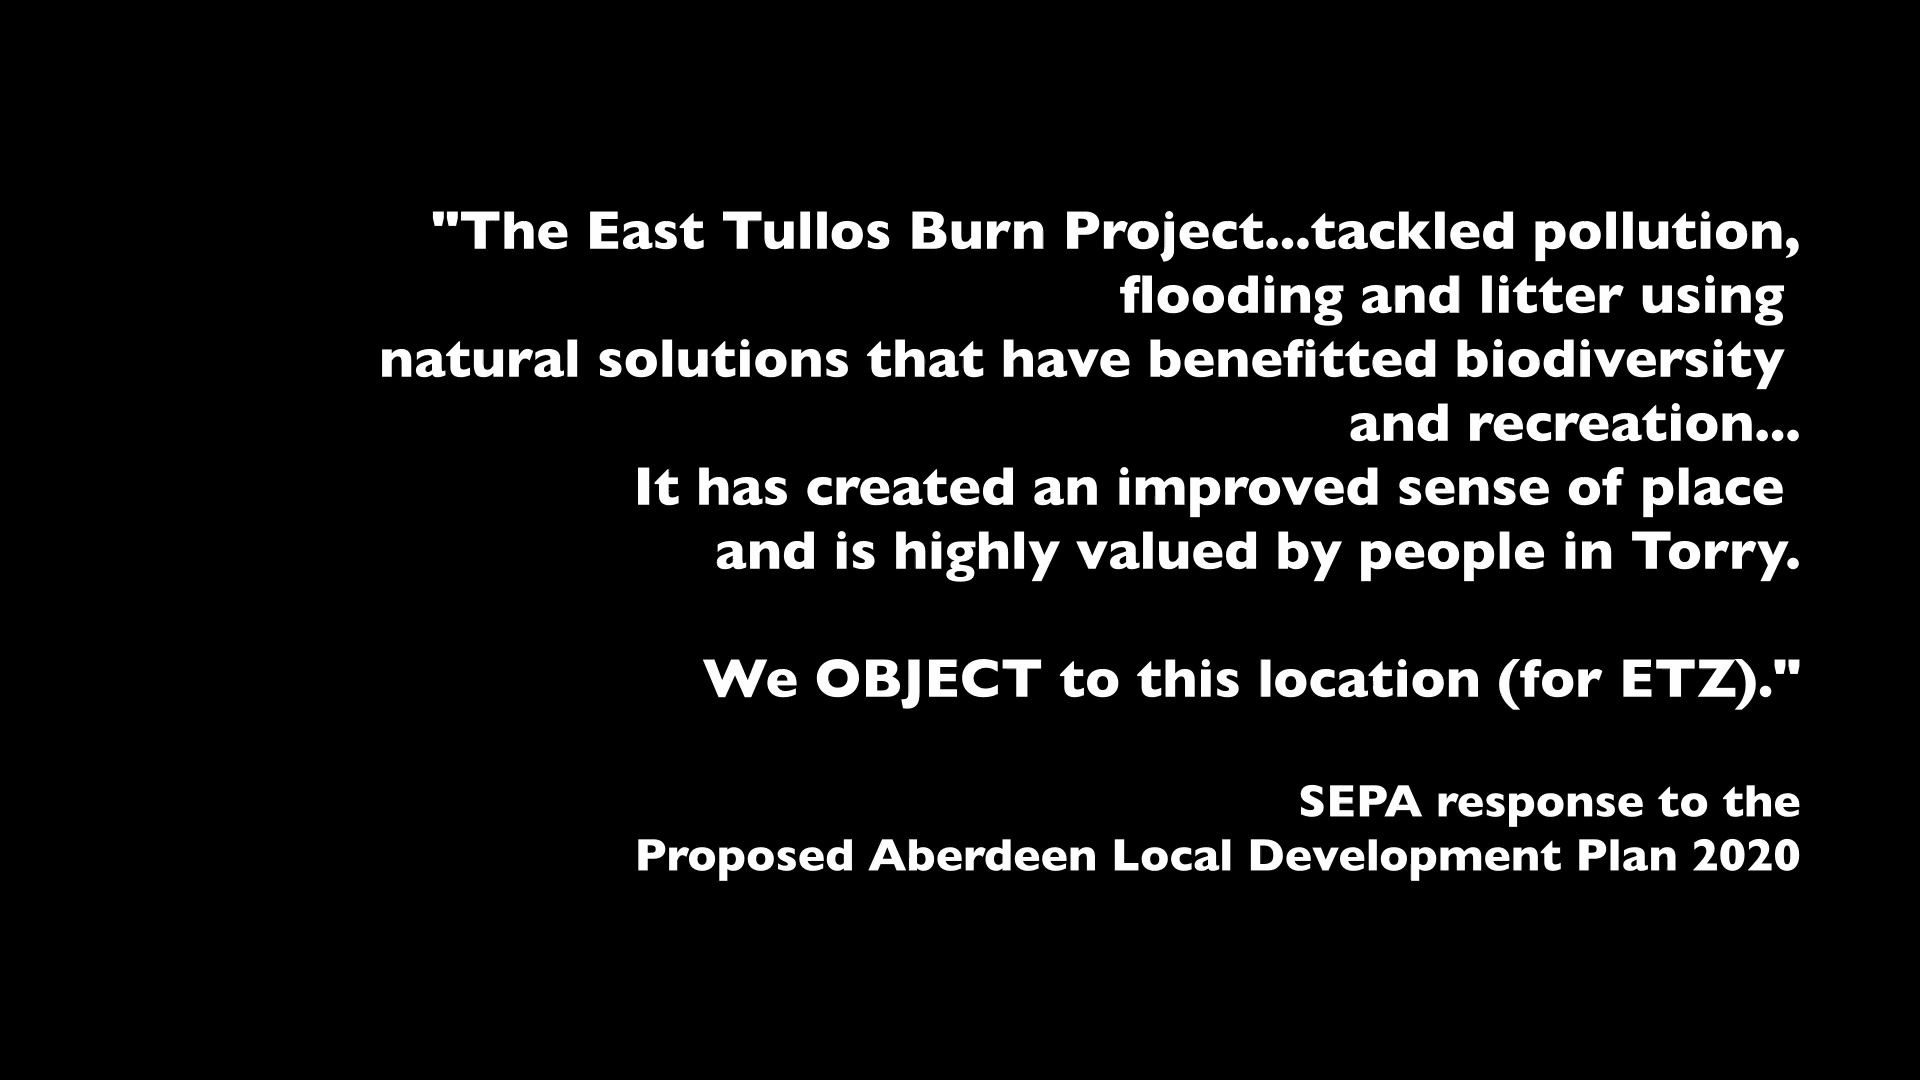 "The East Tullos Burn Project...tackled pollution,
flooding and litter using
natural solutions that have benefitted biodiversity
and recreation...
It has created an improved sense of place
and is highly valued by people in Torry.
We OBJECT to this location (for ETZ)."
SEPA response to the
Proposed Aberdeen Local Development Plan 2020